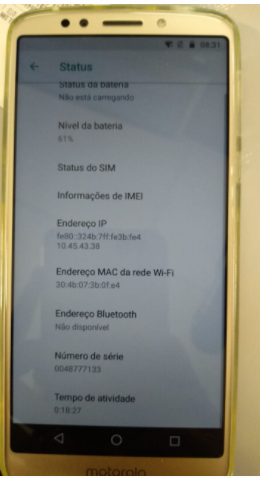 08:31
Status
Status da bateria
Não está carregando
Nível da bateria
61%
Status do SIM
Informações de IMEI
Endereço IP
fe80::324b:7ff:fe3b:fe4
10.45.43.38
Endereço MAC da rede Wi-Fi
30:4b:07:3b:0f:e4
Endereço Bluetooth
Não disponível
Número de série
0048777133
Tempo de atividade
0:16:27
motorola